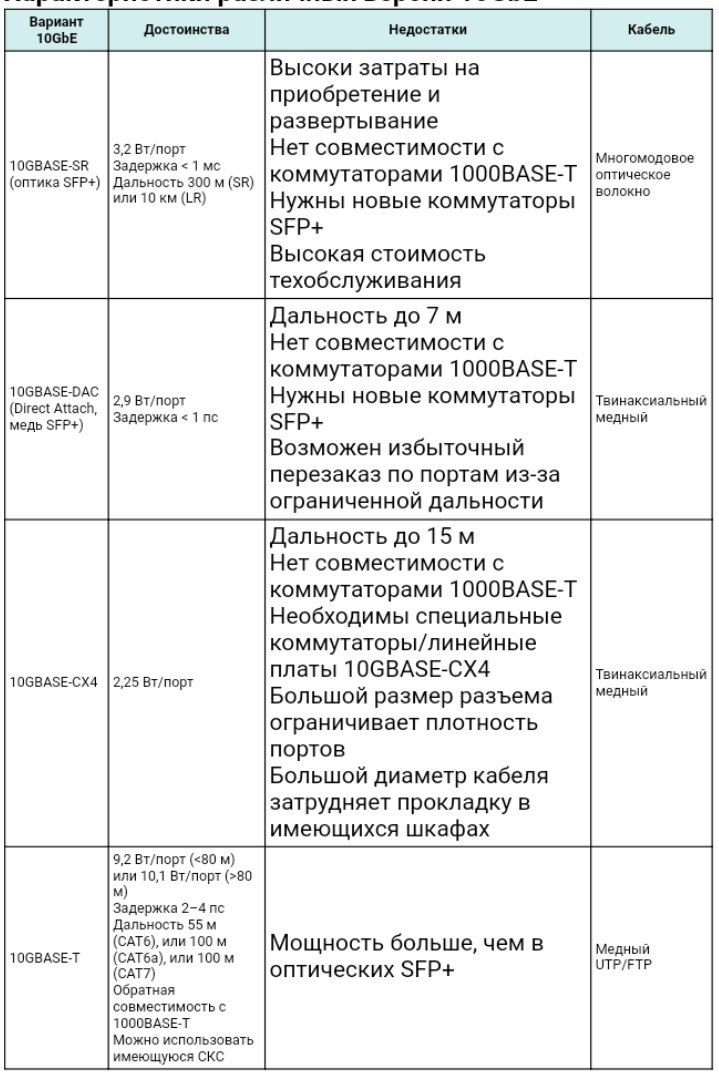 Характеристики различных версий 10GbE
Вариант
10GbE
Достоинства
Недостатки
Кабель
10GBASE-SR
(оптика SFP+)
3,2 Вт/порт
Задержка < 1 мс
Дальность 300 м (SR)
или 10 км (LR)
Высоки затраты на
приобретение и
развертывание
Нет совместимости с
коммутаторами 1000BASE-T
Нужны новые коммутаторы
SFP+
Высокая стоимость
техобслуживания
Многомодовое
оптическое
волокно
10GBASE-DAC
(Direct Attach,
медь SFP+)
2,9 Вт/порт
Задержка < 1 пс
Дальность до 7 м
Нет совместимости с
коммутаторами 1000BASE-T
Нужны новые коммутаторы
SFP+
Возможен избыточный
перезаказ по портам из-за
ограниченной дальности
Твинаксиальный
медный
10GBASE-CX4
2,25 Вт/порт
Дальность до 15 м
Нет совместимости с
коммутаторами 1000BASE-T
Необходимы специальные
коммутаторы/линейные
платы 10GBASE-CX4
Большой размер разъема
ограничивает плотность
портов
Большой диаметр кабеля
затрудняет прокладку в
имеющихся шкафах
Твинаксиальный
медный
10GBASE-T
9,2 Вт/порт (<80 м)
или 10,1 Вт/порт (>80
м)
Задержка 2–4 пс
Дальность 55 м
(CAT6), или 100 м
(CAT6a), или 100 м
(CAT7)
Обратная
совместимость с
1000BASE-T
Можно использовать
имеющуюся СКС
Мощность больше, чем в
оптических SFP+
Медный
UTP/FTP